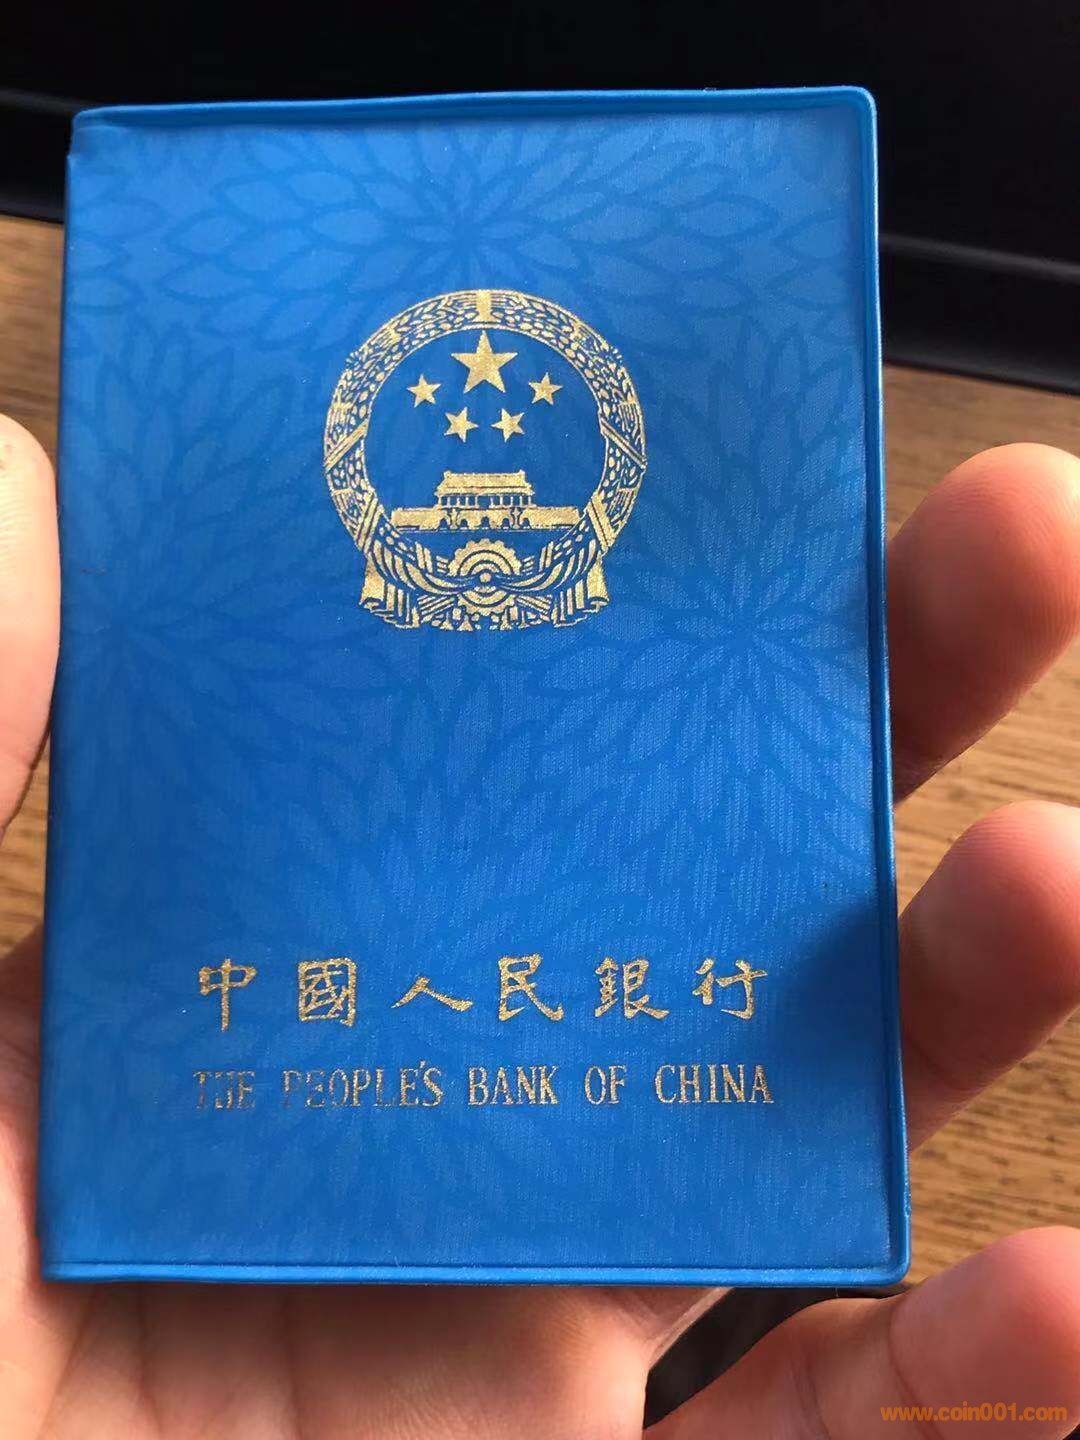 中國人民銀行
THE PEOPLE'S BANK OF CHINA
www.coin001.com